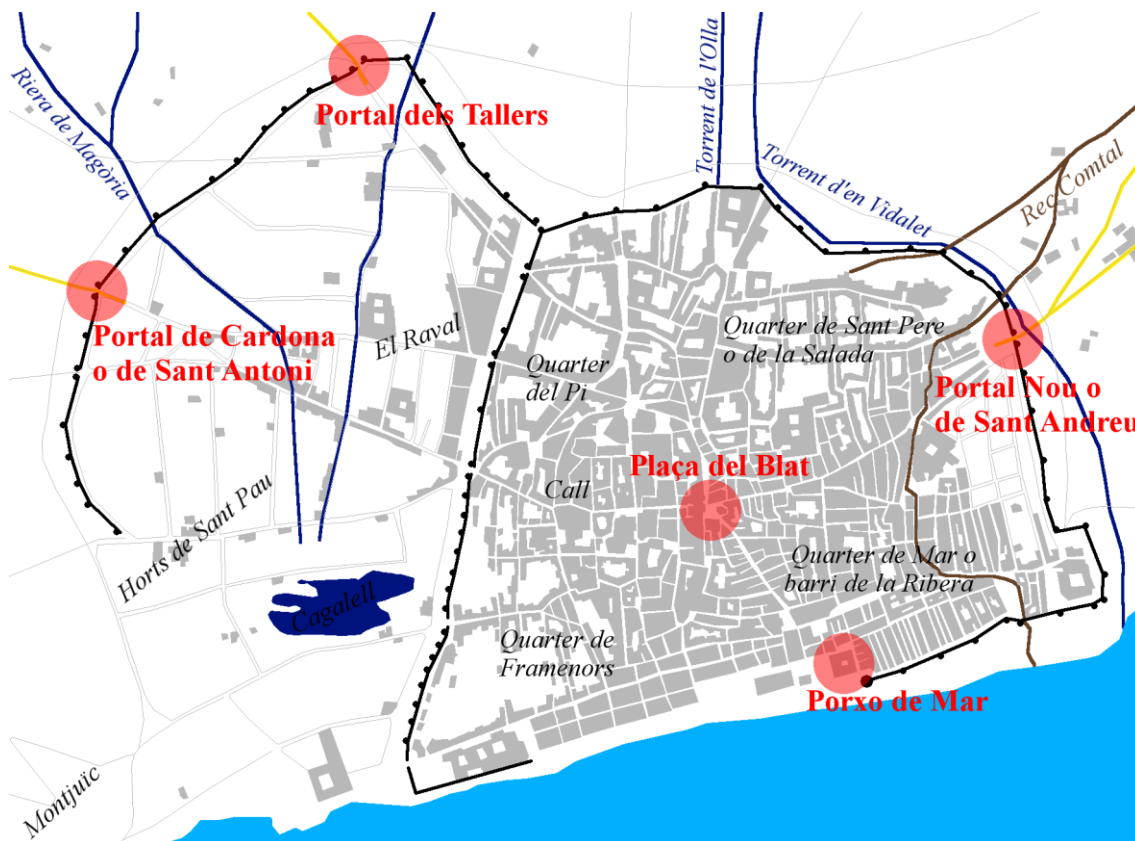 Riera de Magòria
Portal dels Tallers
Torrent de l'Olla
Torrent d'en Vidalet
Rec Comtal
Portal de Cardona
o de Sant Antoni
El Raval
Quarter
del Pi
Quarter de Sant Pere
o de la Salada
Portal Nou o
de Sant Andreu
Plaça del Blat
Call
Horts de Sant Pau
Quarter de Mar o
barri de la Ribera
Cagalell
Quarter de
Framenors
Porxo de Mar
Montjuïc